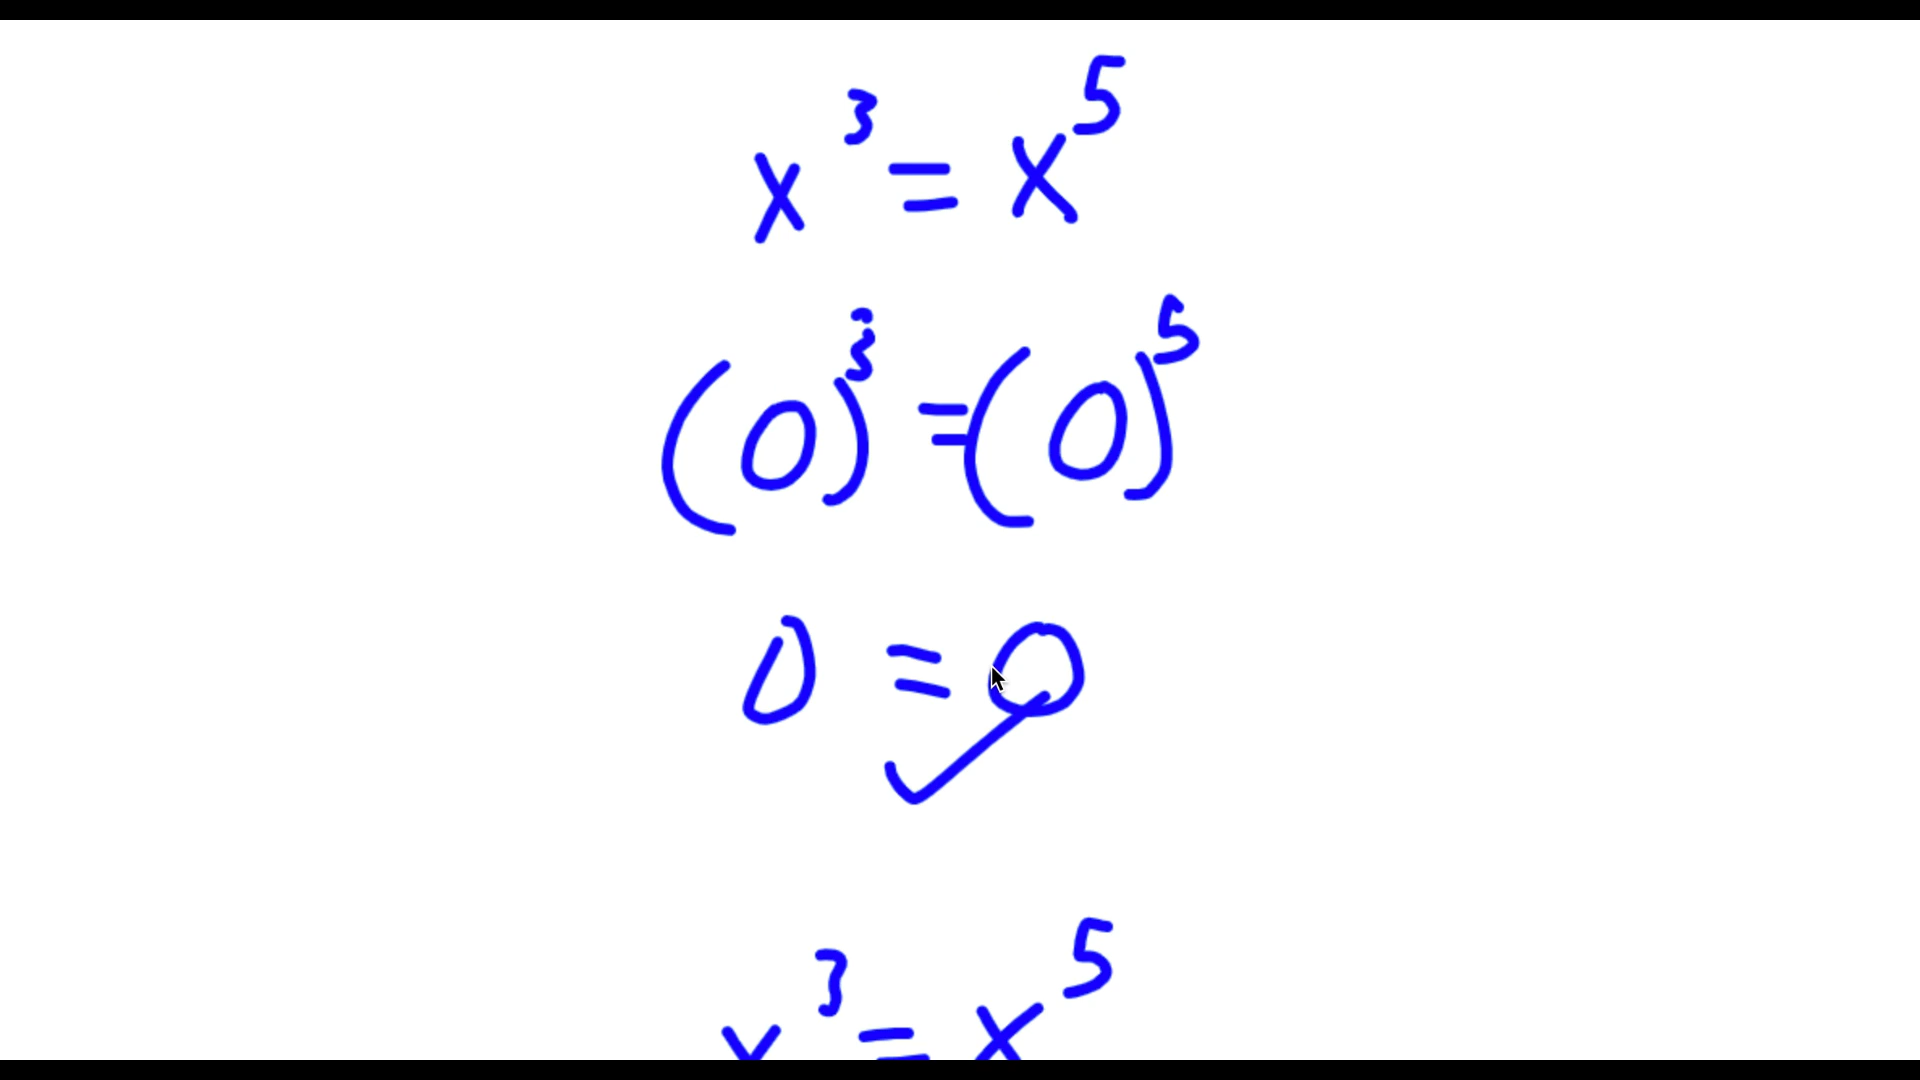 x³ = x⁵
(0)³ = (0)⁵
0 = 0 ✓
x³ = x⁵